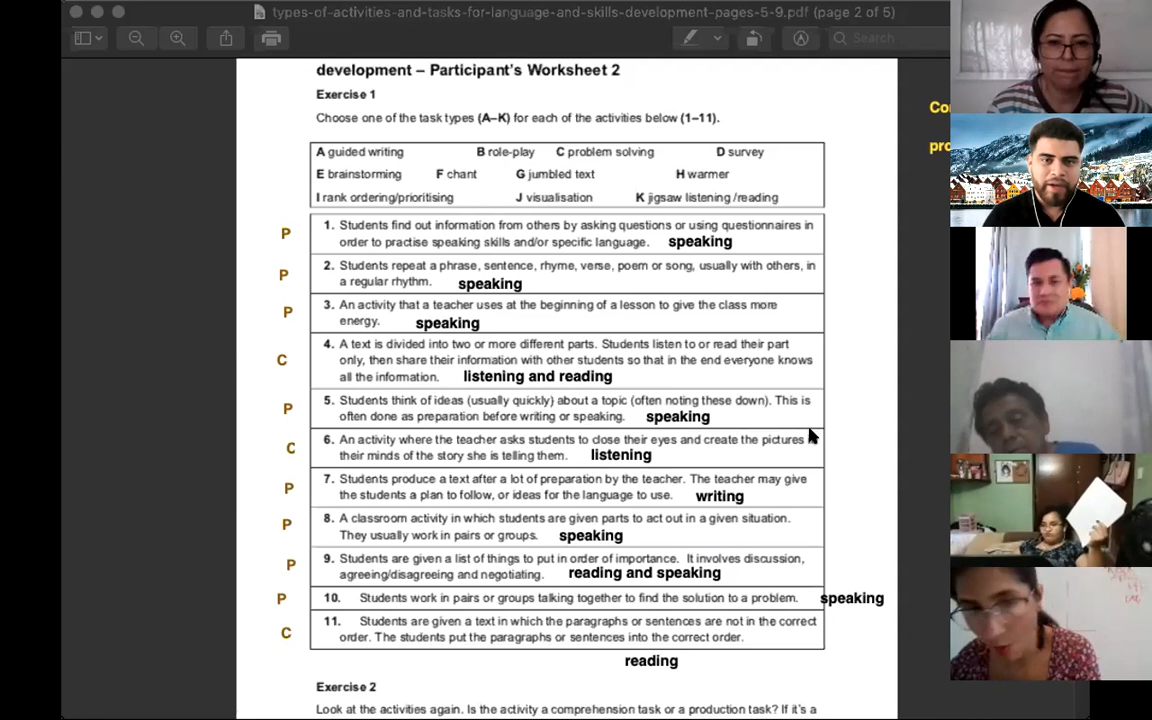 types-of-activities-and-tasks-for-language-and-skills-development-pages-5-9.pdf (page 2 of 5)
Search
development – Participant's Worksheet 2
Exercise 1
Choose one of the task types (A–K) for each of the activities below (1–11).
A guided writing B role-play C problem solving D survey
E brainstorming F chant G jumbled text H warmer
I rank ordering/prioritising J visualisation K jigsaw listening /reading
P 1. Students find out information from others by asking questions or using questionnaires in
order to practise speaking skills and/or specific language. speaking
P 2. Students repeat a phrase, sentence, rhyme, verse, poem or song, usually with others, in
a regular rhythm. speaking
P 3. An activity that a teacher uses at the beginning of a lesson to give the class more
energy. speaking
4. A text is divided into two or more different parts. Students listen to or read their part
C only, then share their information with other students so that in the end everyone knows
all the information. listening and reading
P 5. Students think of ideas (usually quickly) about a topic (often noting these down). This is
often done as preparation before writing or speaking. speaking
C 6. An activity where the teacher asks students to close their eyes and create the pictures
their minds of the story she is telling them. listening
P 7. Students produce a text after a lot of preparation by the teacher. The teacher may give
the students a plan to follow, or ideas for the language to use. writing
P 8. A classroom activity in which students are given parts to act out in a given situation.
They usually work in pairs or groups. speaking
P 9. Students are given a list of things to put in order of importance. It involves discussion,
agreeing/disagreeing and negotiating. reading and speaking
P 10. Students work in pairs or groups talking together to find the solution to a problem. speaking
C 11. Students are given a text in which the paragraphs or sentences are not in the correct
order. The students put the paragraphs or sentences into the correct order.
reading
Exercise 2
Look at the activities again. Is the activity a comprehension task or a production task? If it's a
Co
pro